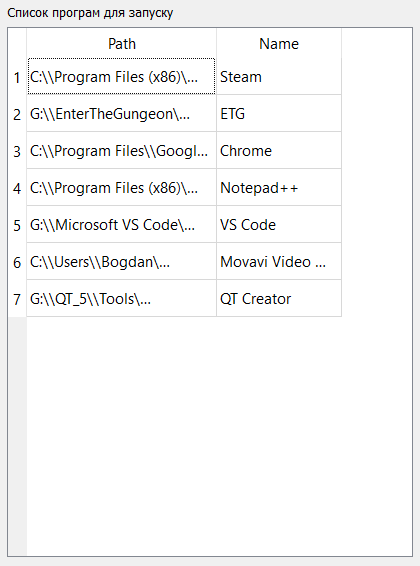 Список програм для запуску
Path Name
1 C:\\Program Files (x86)\... Steam
2 G:\\EnterTheGungeon\... ETG
3 C:\\Program Files\\Googl... Chrome
4 C:\\Program Files (x86)\... Notepad++
5 G:\\Microsoft VS Code\... VS Code
6 C:\\Users\\Bogdan\... Movavi Video ...
7 G:\\QT_5\\Tools\... QT Creator